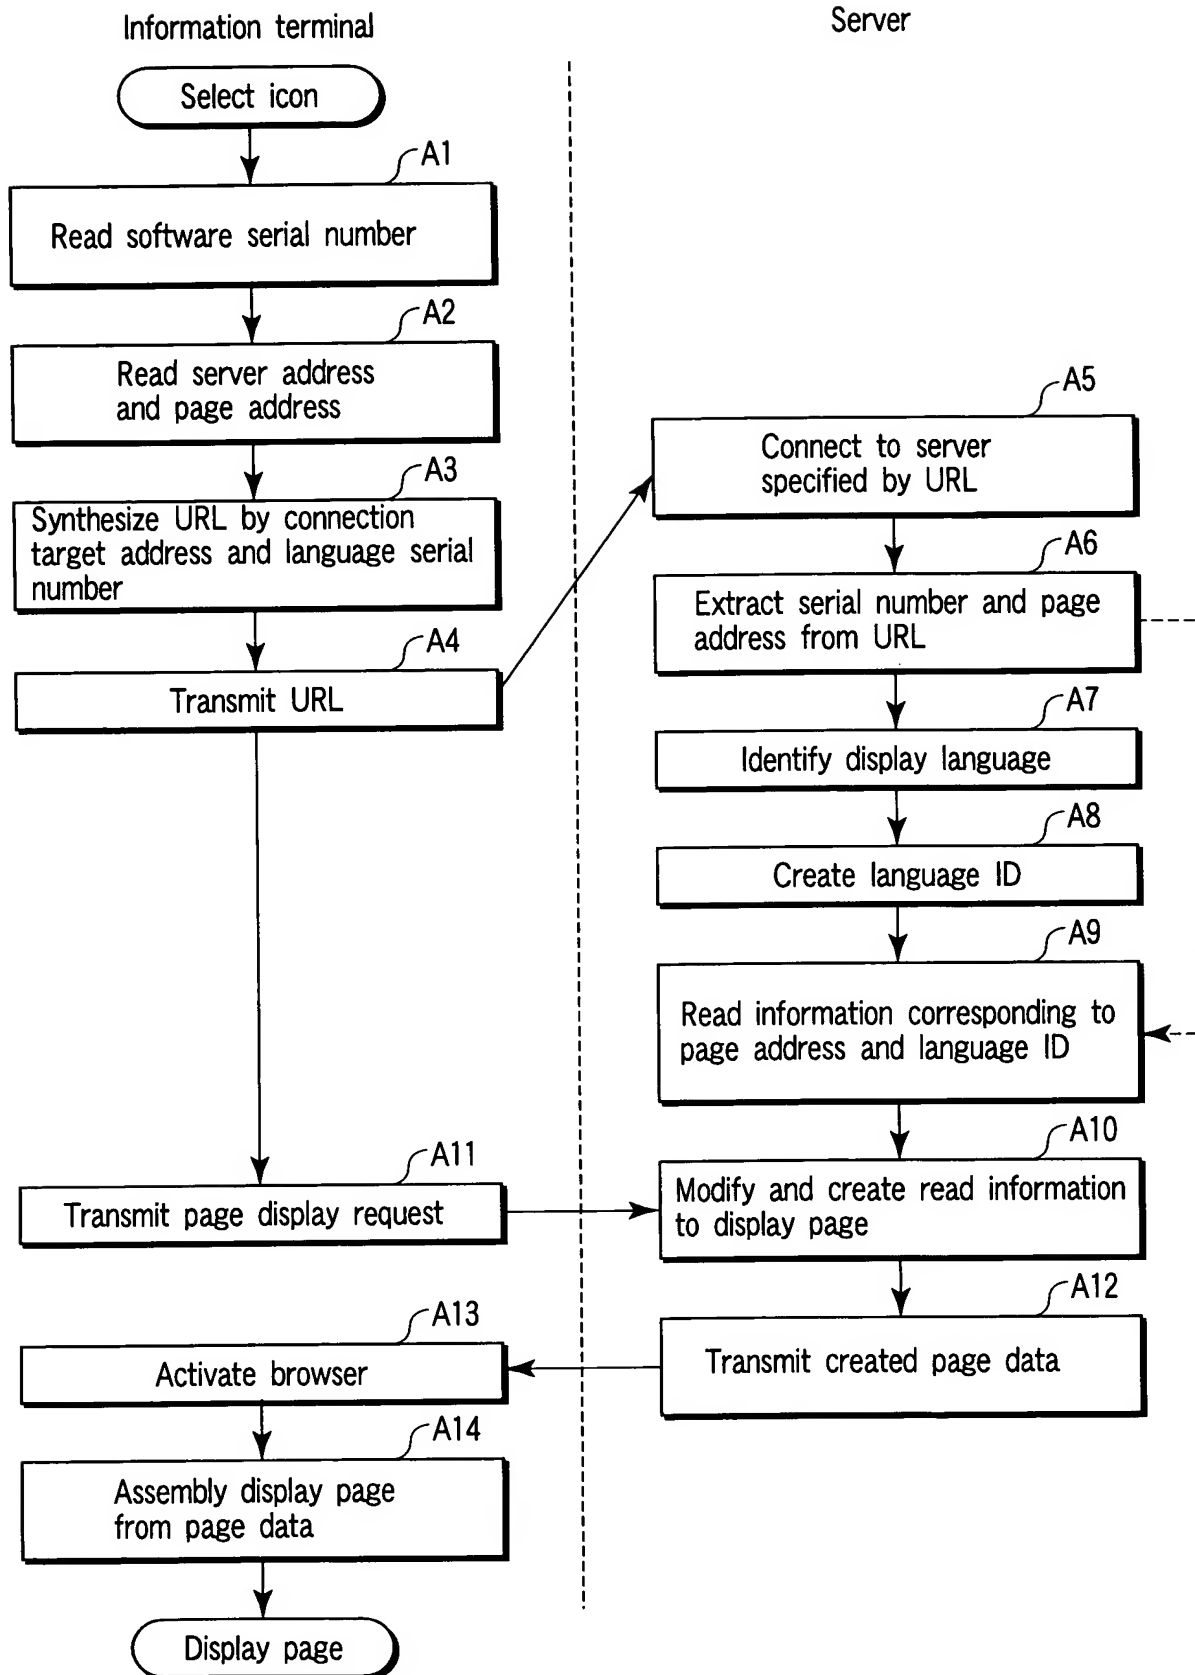 Information terminal
Server
Select icon
A1
Read software serial number
A2
Read server address
and page address
A3
Synthesize URL by connection
target address and language serial
number
A4
Transmit URL
A5
Connect to server
specified by URL
A6
Extract serial number and page
address from URL
A7
Identify display language
A8
Create language ID
A9
Read information corresponding to
page address and language ID
A11
Transmit page display request
A10
Modify and create read information
to display page
A12
Transmit created page data
A13
Activate browser
A14
Assembly display page
from page data
Display page